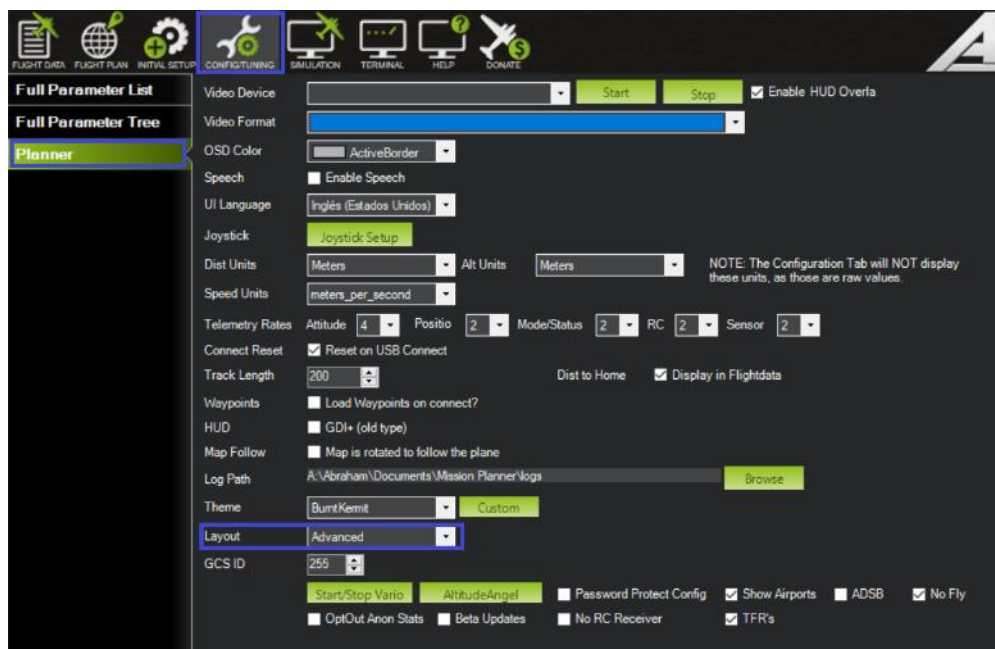 FLIGHT DATA FLIGHT PLAN INITIAL SETUP CONFIG/TUNING SIMULATION TERMINAL HELP DONATE
Full Parameter List
Full Parameter Tree
Planner
Video Device Start Stop Enable HUD Overla
Video Format
OSD Color ActiveBorder
Speech Enable Speech
UI Language Inglés (Estados Unidos)
Joystick Joystick Setup
Dist Units Meters Alt Units Meters NOTE: The Configuration Tab will NOT display
these units, as those are raw values.
Speed Units meters_per_second
Telemetry Rates Attitude 4 Positio 2 Mode/Status 2 RC 2 Sensor 2
Connect Reset Reset on USB Connect
Track Length 200 Dist to Home Display in Flightdata
Waypoints Load Waypoints on connect?
HUD GDI+ (old type)
Map Follow Map is rotated to follow the plane
Log Path A:\Abraham\Documents\Mission Planner\logs Browse
Theme BurntKermit Custom
Layout Advanced
GCS ID 255
Start/Stop Vario AltitudeAngel Password Protect Config Show Airports ADSB No Fly
OptOut Anon Stats Beta Updates No RC Receiver TFR's